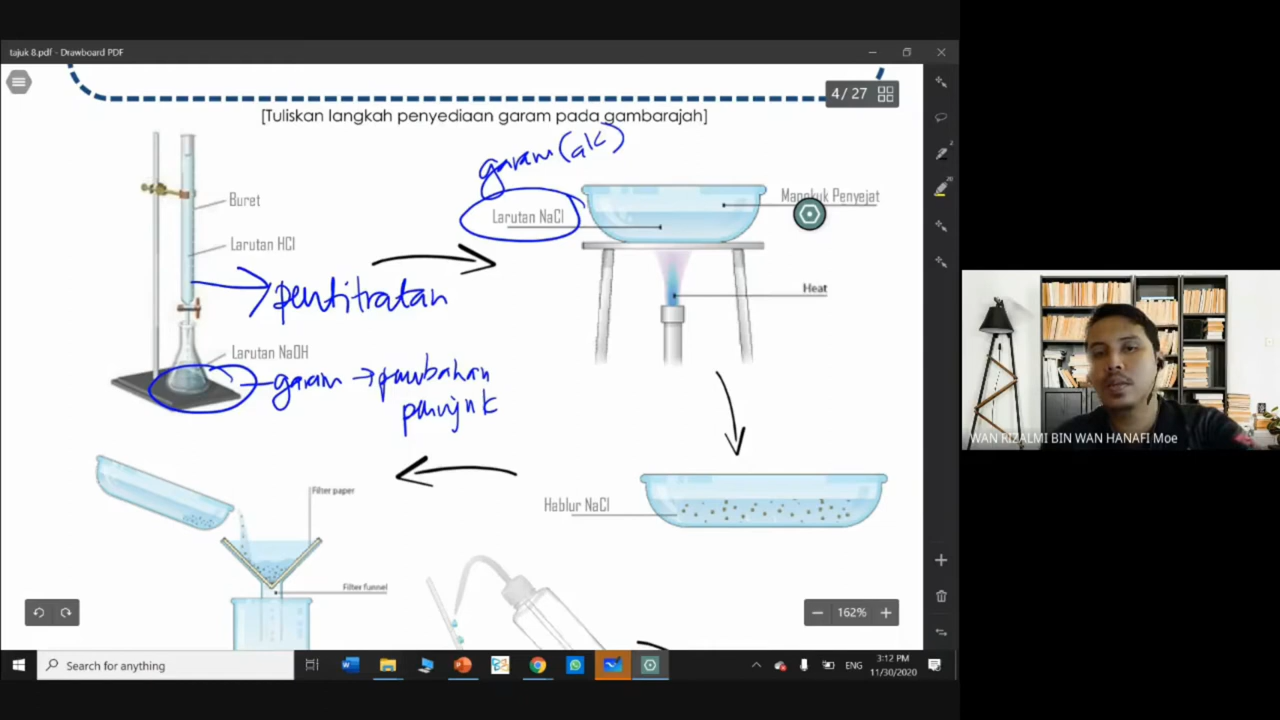 tajuk 8.pdf - Drawboard PDF
4 / 27
[Tuliskan langkah penyediaan garam pada gambarajah]
garam (ak)
Buret
Larutan NaCl
Mangkuk Penyejat
Larutan HCl
pentitratan
Heat
Larutan NaOH
garam → perubahan
penunjuk
WAN RIZALMI BIN WAN HANAFI Moe
Filter paper
Hablur NaCl
Filter funnel
162%
Search for anything
ENG
3:12 PM
11/30/2020